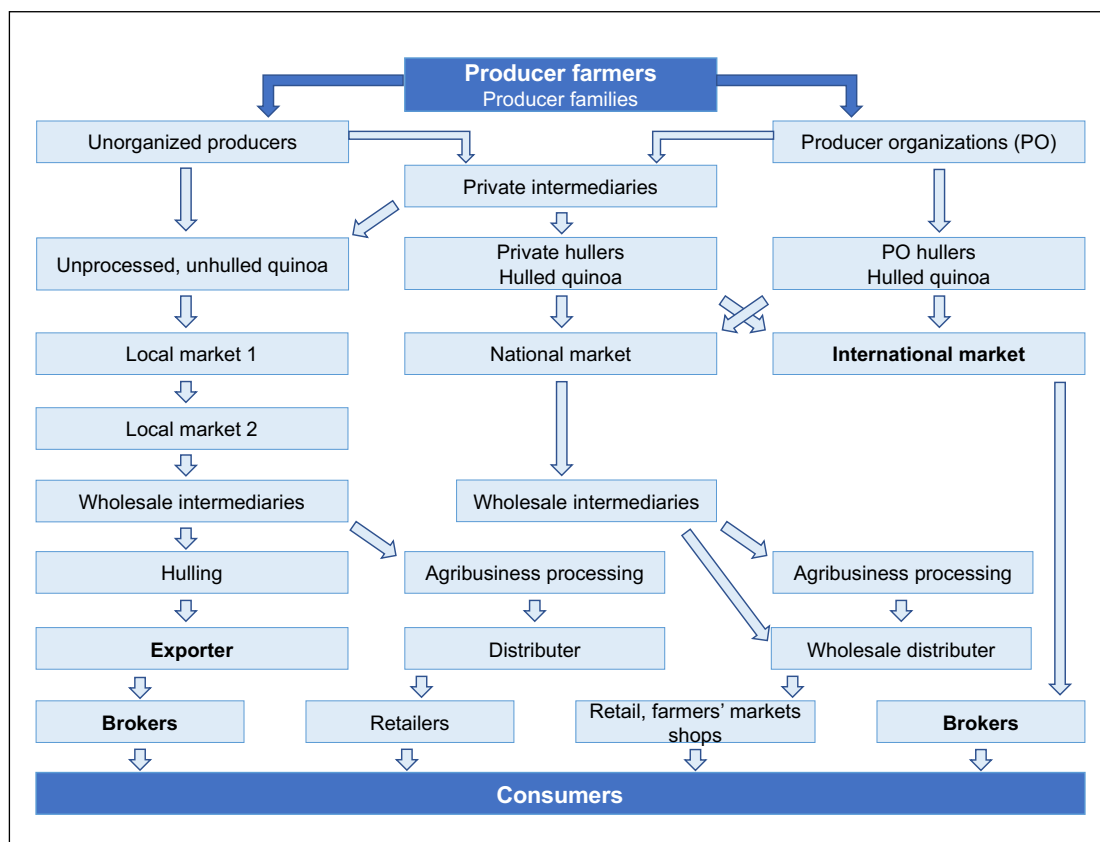 Producer farmers
Producer families
Unorganized producers
Producer organizations (PO)
Private intermediaries
Unprocessed, unhulled quinoa
Private hullers
Hulled quinoa
PO hullers
Hulled quinoa
Local market 1
National market
International market
Local market 2
Wholesale intermediaries
Wholesale intermediaries
Hulling
Agribusiness processing
Agribusiness processing
Exporter
Distributer
Wholesale distributer
Brokers
Retailers
Retail, farmers’ markets
shops
Brokers
Consumers